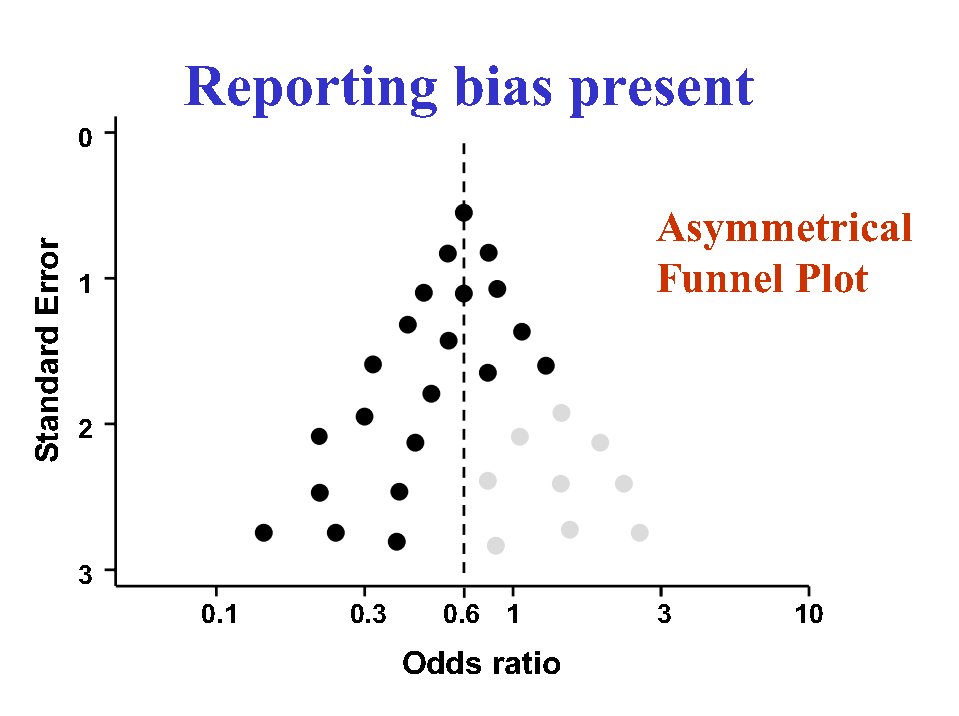 Reporting bias present
Asymmetrical
Funnel Plot
Standard Error
0
1
2
3
0.1 0.3 0.6 1 3 10
Odds ratio